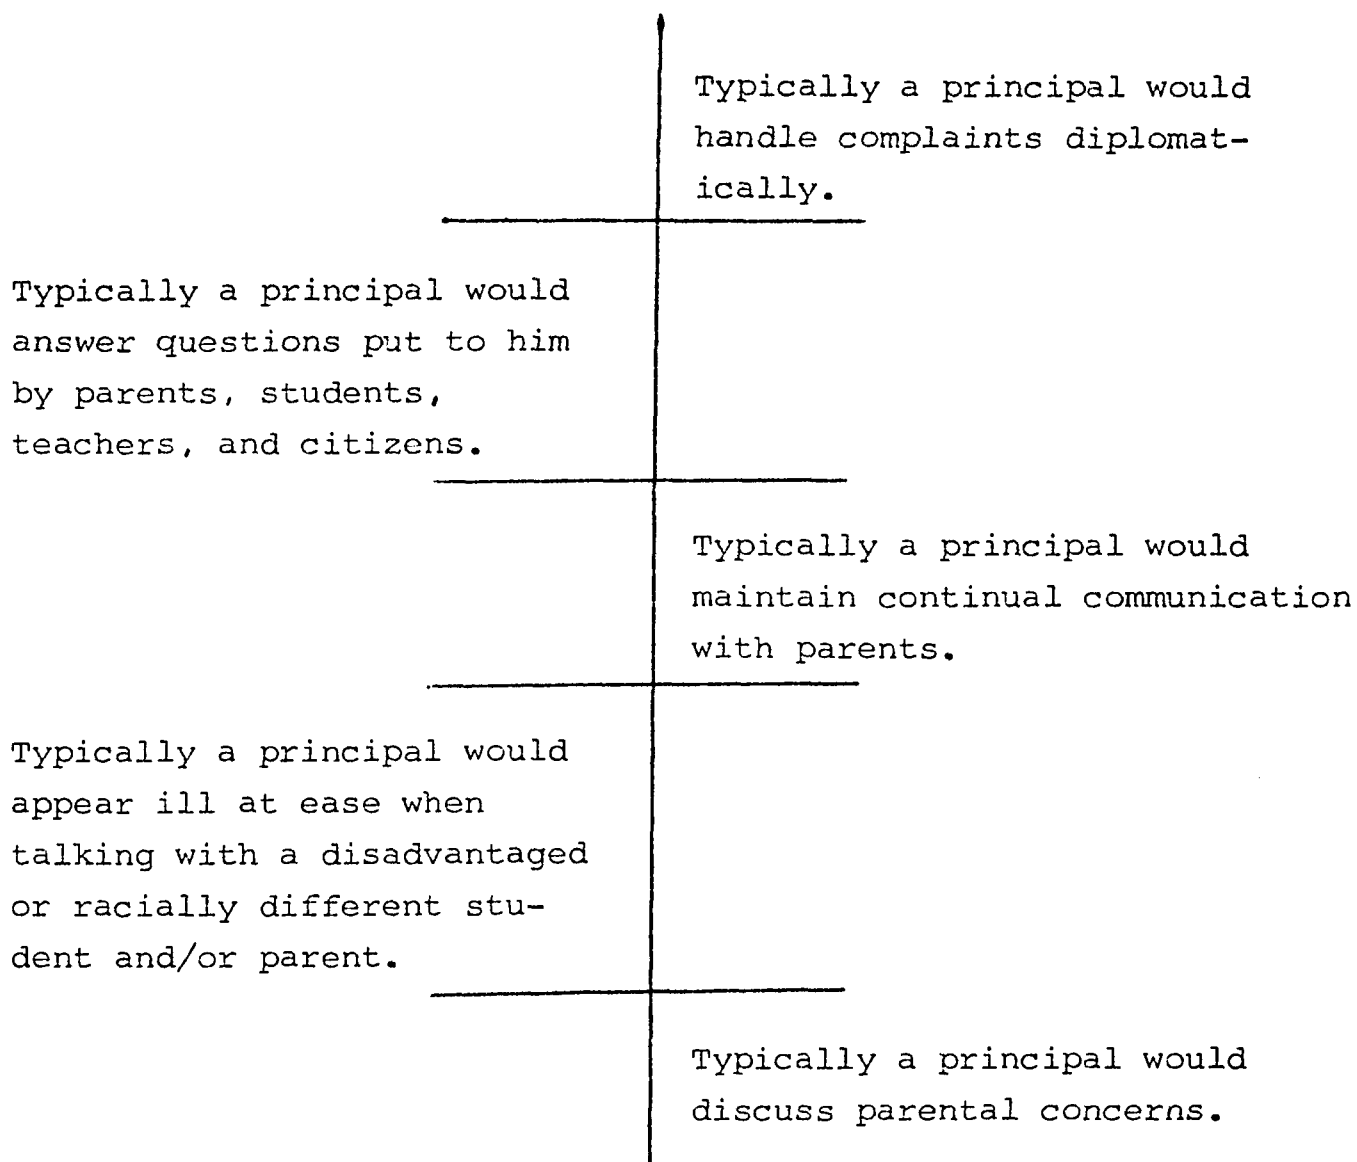 Typically a principal would
handle complaints diplomat-
ically.
Typically a principal would
answer questions put to him
by parents, students,
teachers, and citizens.
Typically a principal would
maintain continual communication
with parents.
Typically a principal would
appear ill at ease when
talking with a disadvantaged
or racially different stu-
dent and/or parent.
Typically a principal would
discuss parental concerns.